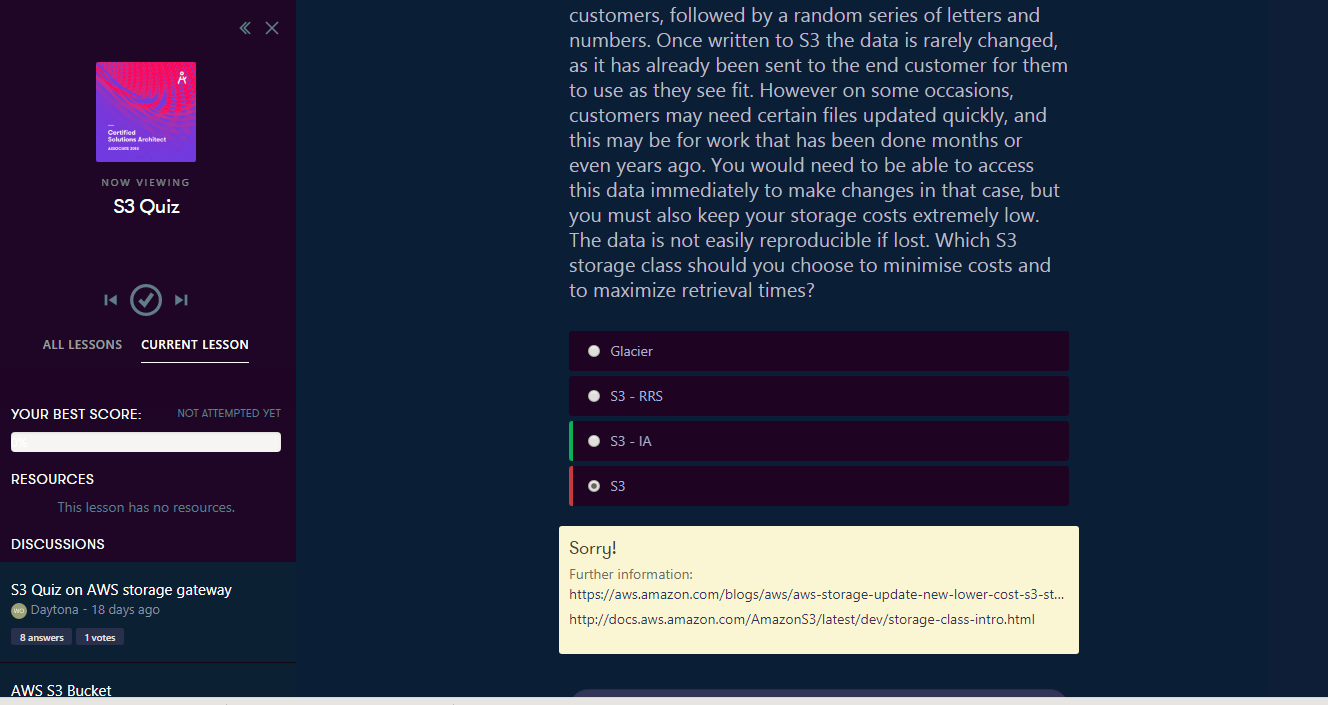 Certified
Solutions Architect
ASSOCIATE 2018
NOW VIEWING
S3 Quiz
ALL LESSONS
CURRENT LESSON
YOUR BEST SCORE:
NOT ATTEMPTED YET
0%
RESOURCES
This lesson has no resources.
DISCUSSIONS
S3 Quiz on AWS storage gateway
WO
Daytona - 18 days ago
8 answers
1 votes
AWS S3 Bucket
customers, followed by a random series of letters and
numbers. Once written to S3 the data is rarely changed,
as it has already been sent to the end customer for them
to use as they see fit. However on some occasions,
customers may need certain files updated quickly, and
this may be for work that has been done months or
even years ago. You would need to be able to access
this data immediately to make changes in that case, but
you must also keep your storage costs extremely low.
The data is not easily reproducible if lost. Which S3
storage class should you choose to minimise costs and
to maximize retrieval times?
Glacier
S3 - RRS
S3 - IA
S3
Sorry!
Further information:
https://aws.amazon.com/blogs/aws/aws-storage-update-new-lower-cost-s3-st...
http://docs.aws.amazon.com/AmazonS3/latest/dev/storage-class-intro.html